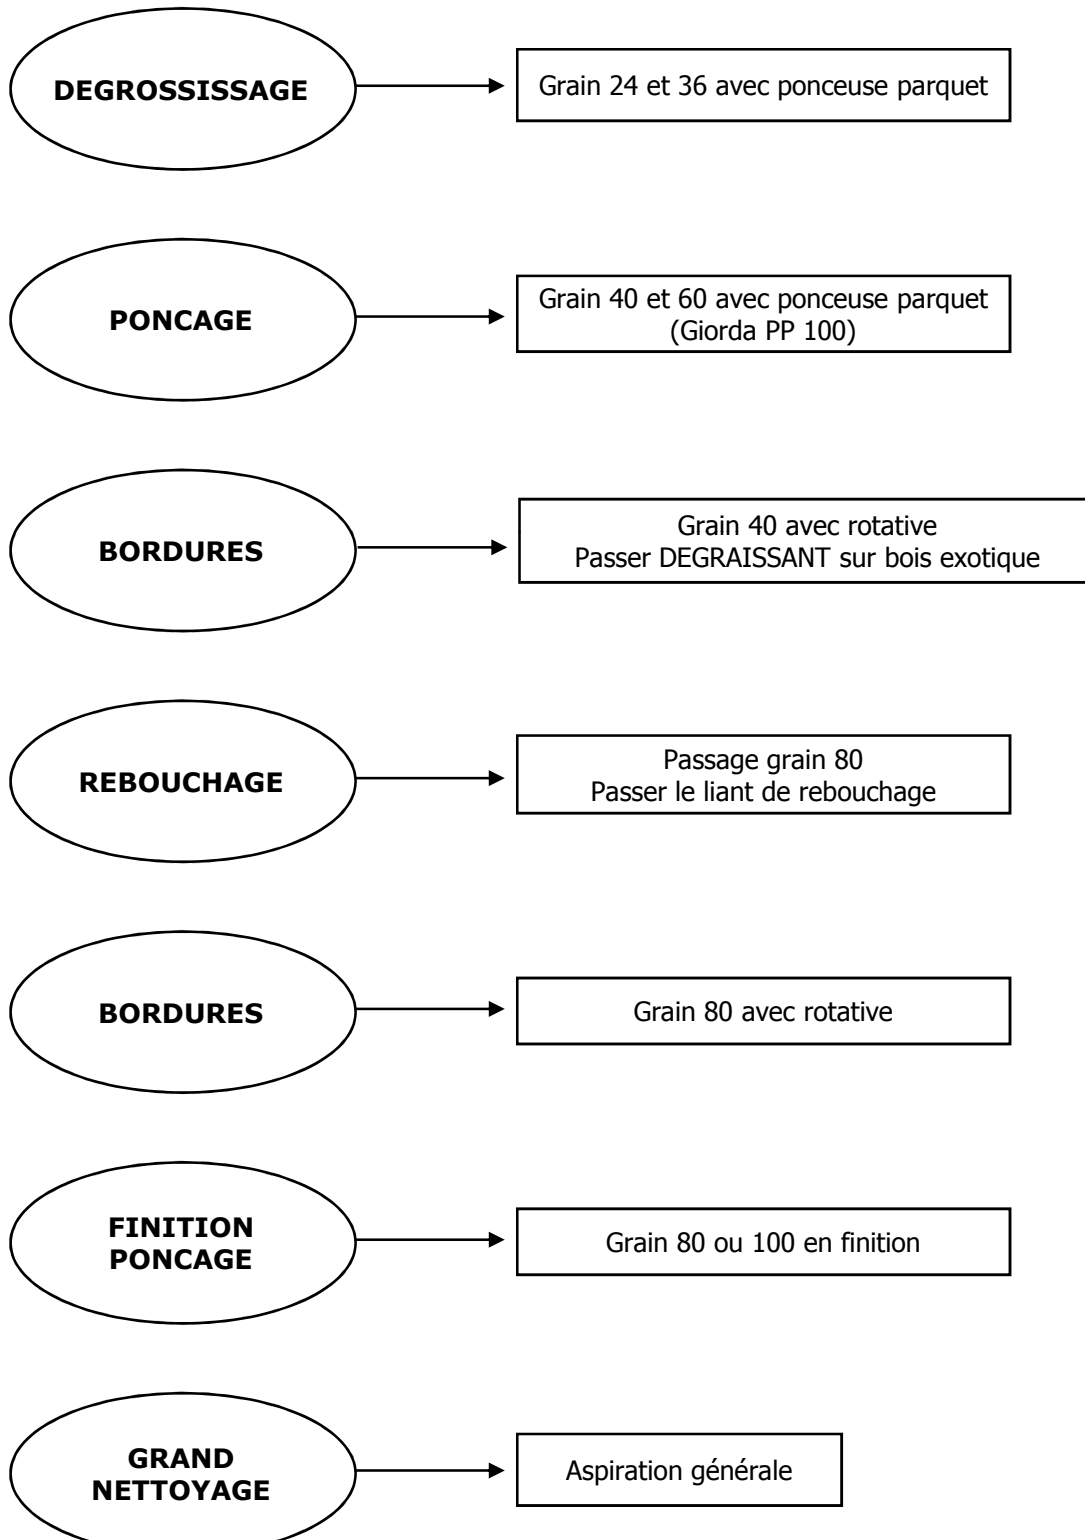 DEGROSSISSAGE
Grain 24 et 36 avec ponceuse parquet
PONCAGE
Grain 40 et 60 avec ponceuse parquet
(Giorda PP 100)
BORDURES
Grain 40 avec rotative
Passer DEGRAISSANT sur bois exotique
REBOUCHAGE
Passage grain 80
Passer le liant de rebouchage
BORDURES
Grain 80 avec rotative
FINITION
PONCAGE
Grain 80 ou 100 en finition
GRAND
NETTOYAGE
Aspiration générale